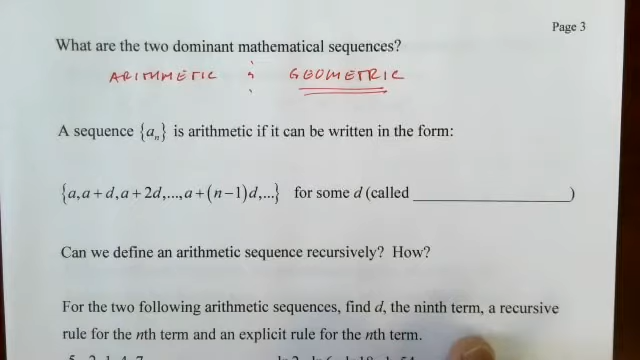 Page 3
What are the two dominant mathematical sequences?
ARITHMETIC & GEOMETRIC
A sequence {aₙ} is arithmetic if it can be written in the form:
{a, a + d, a + 2d, ..., a + (n − 1)d, ...} for some d (called ____________________)
Can we define an arithmetic sequence recursively? How?
For the two following arithmetic sequences, find d, the ninth term, a recursive
rule for the nth term and an explicit rule for the nth term.